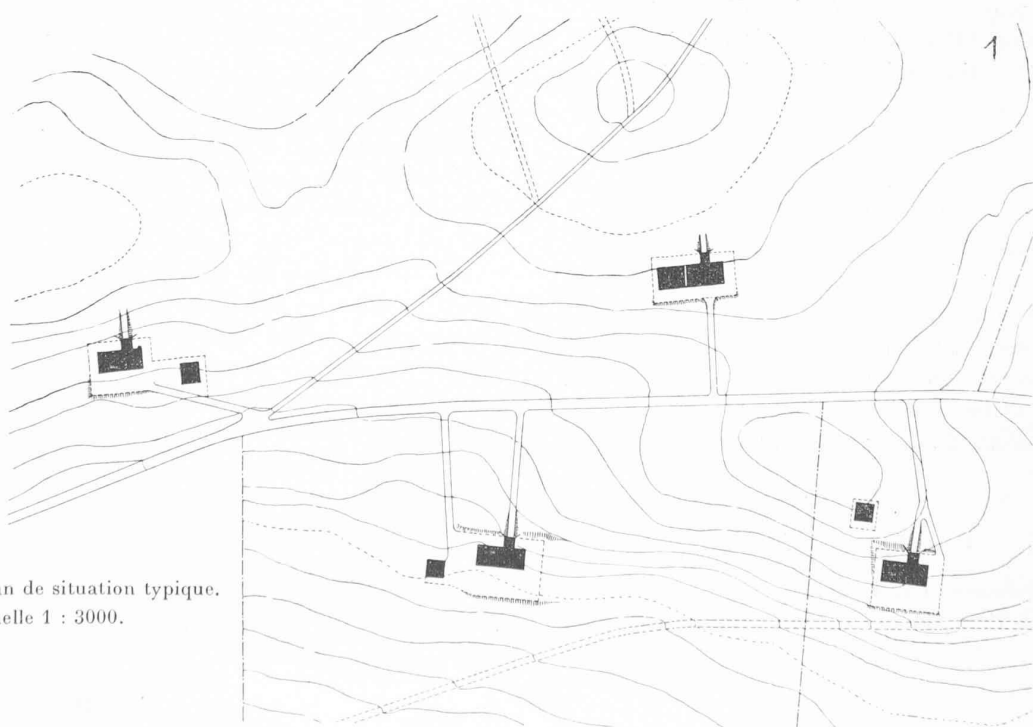 1
an de situation typique.
elle 1 : 3000.